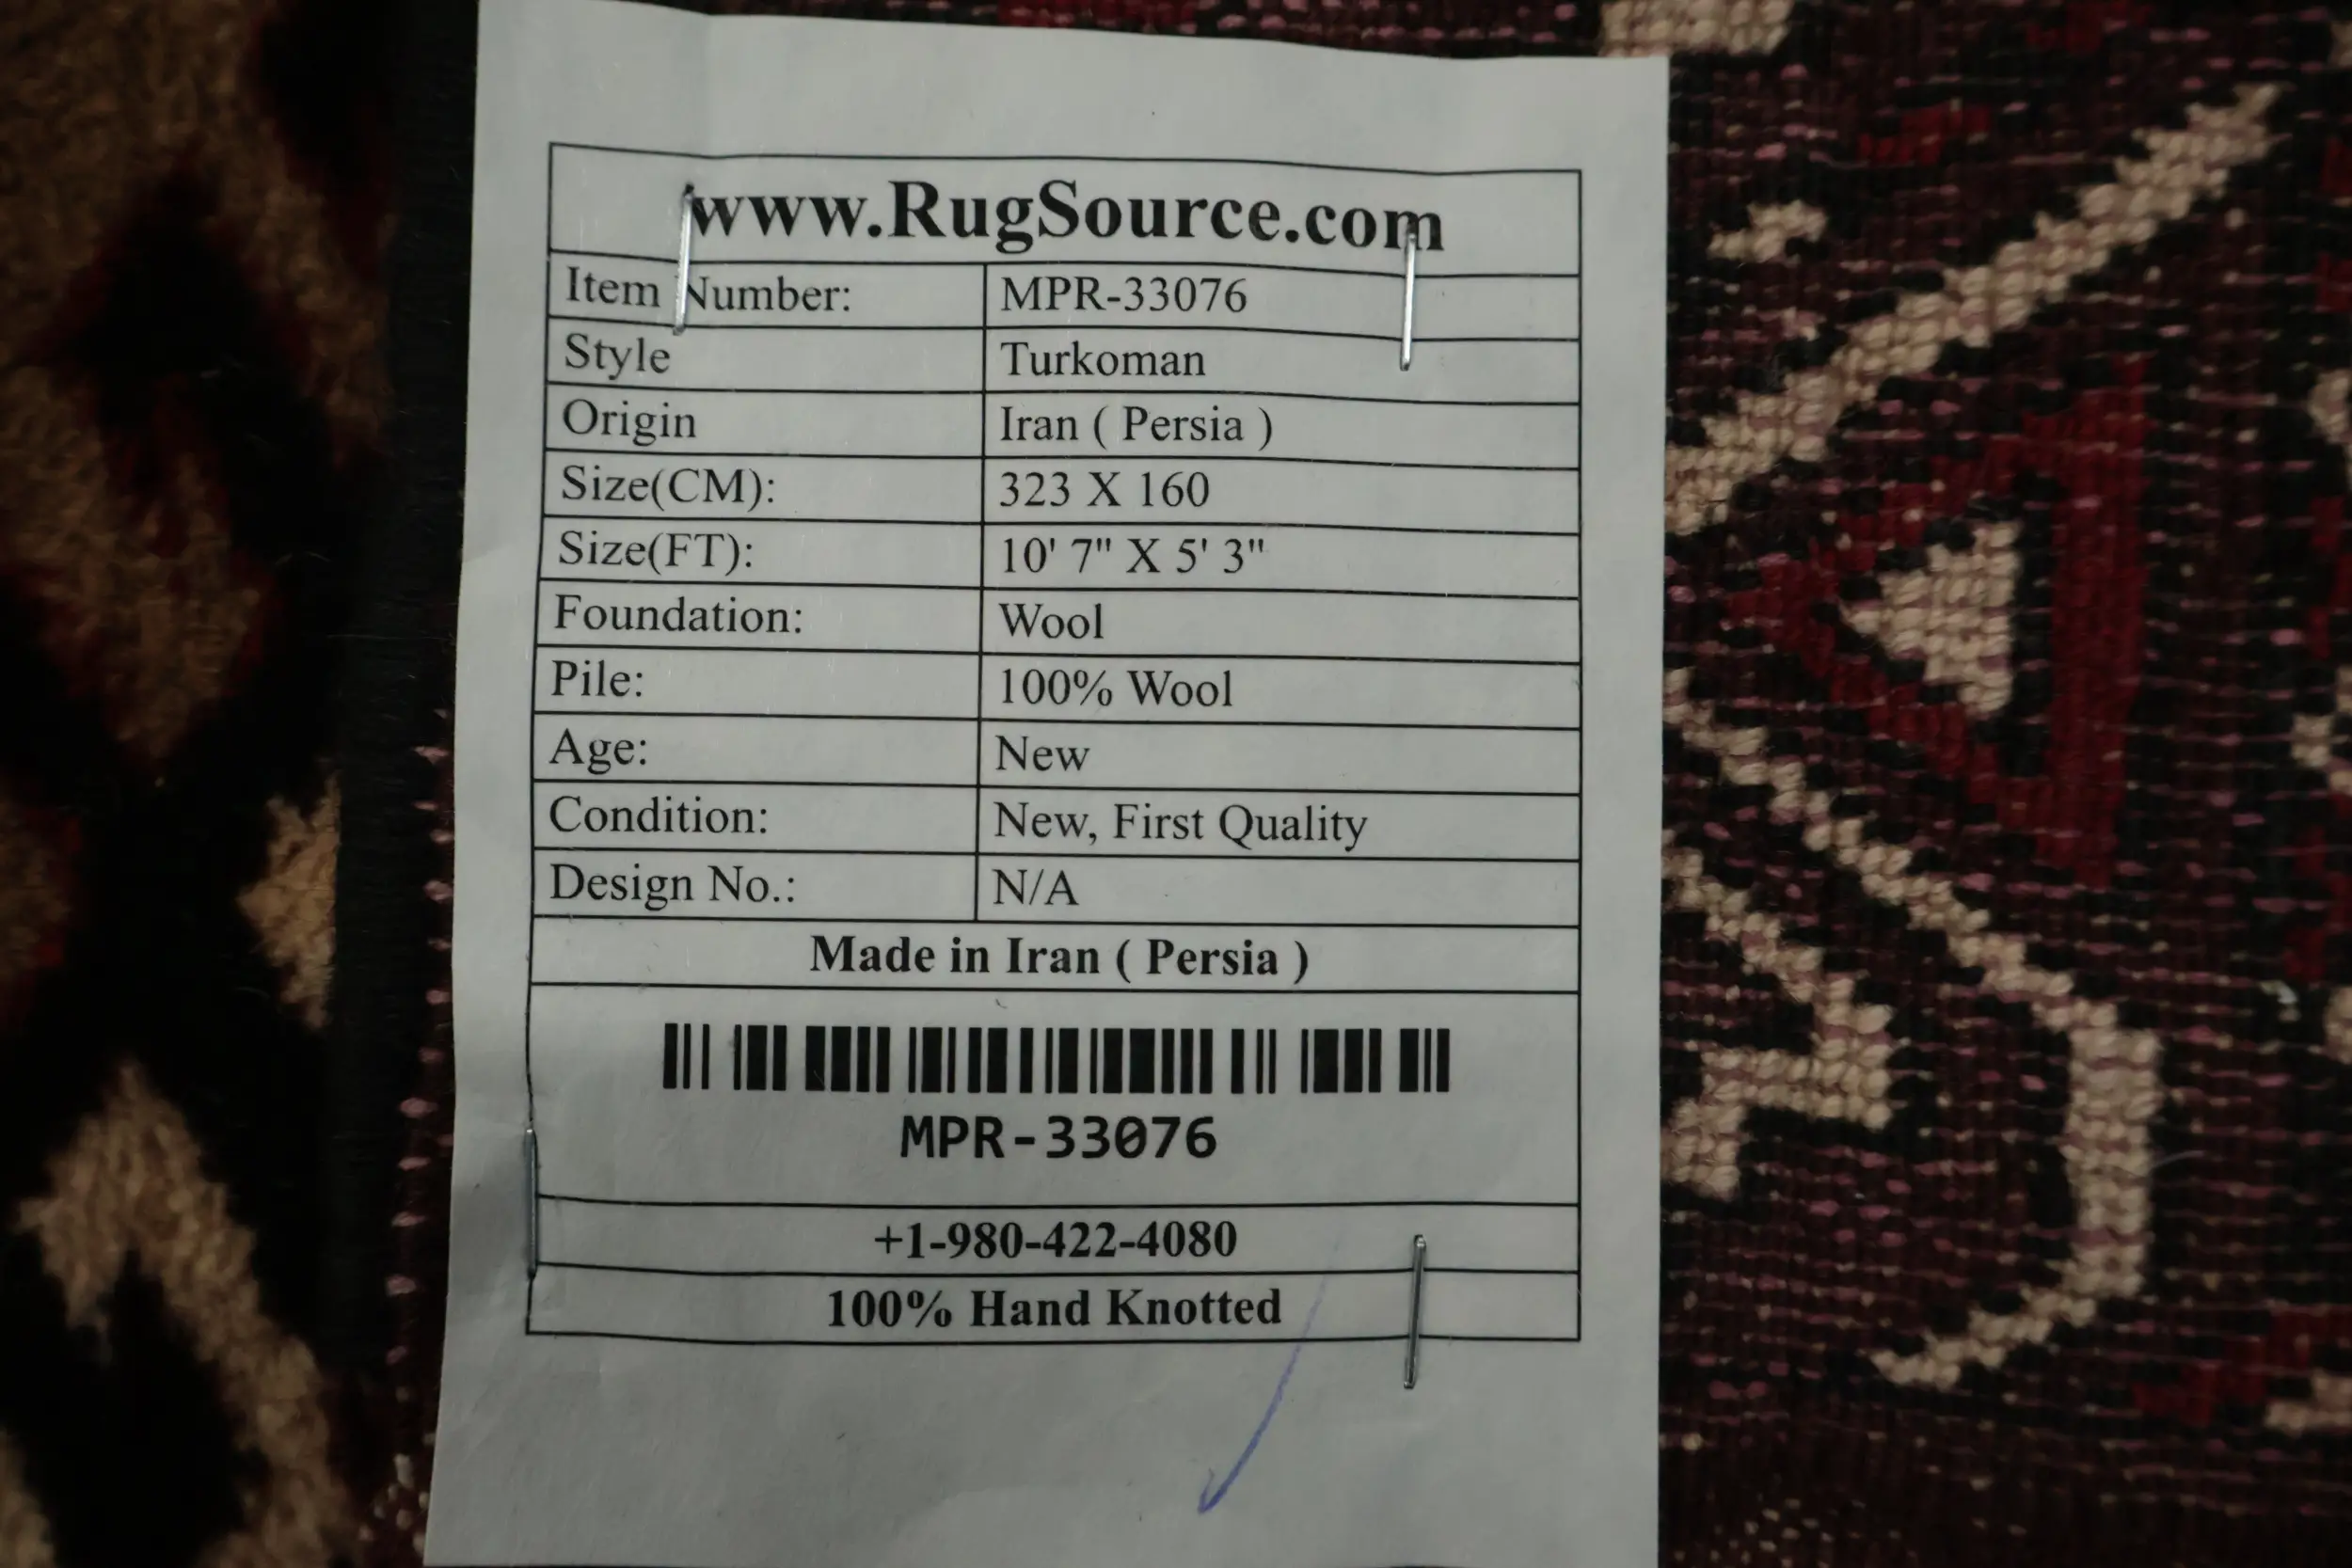 www.RugSource.com
Item Number: MPR-33076
Style Turkoman
Origin Iran ( Persia )
Size(CM): 323 X 160
Size(FT): 10' 7" X 5' 3"
Foundation: Wool
Pile: 100% Wool
Age: New
Condition: New, First Quality
Design No.: N/A
Made in Iran ( Persia )
MPR-33076
+1-980-422-4080
100% Hand Knotted